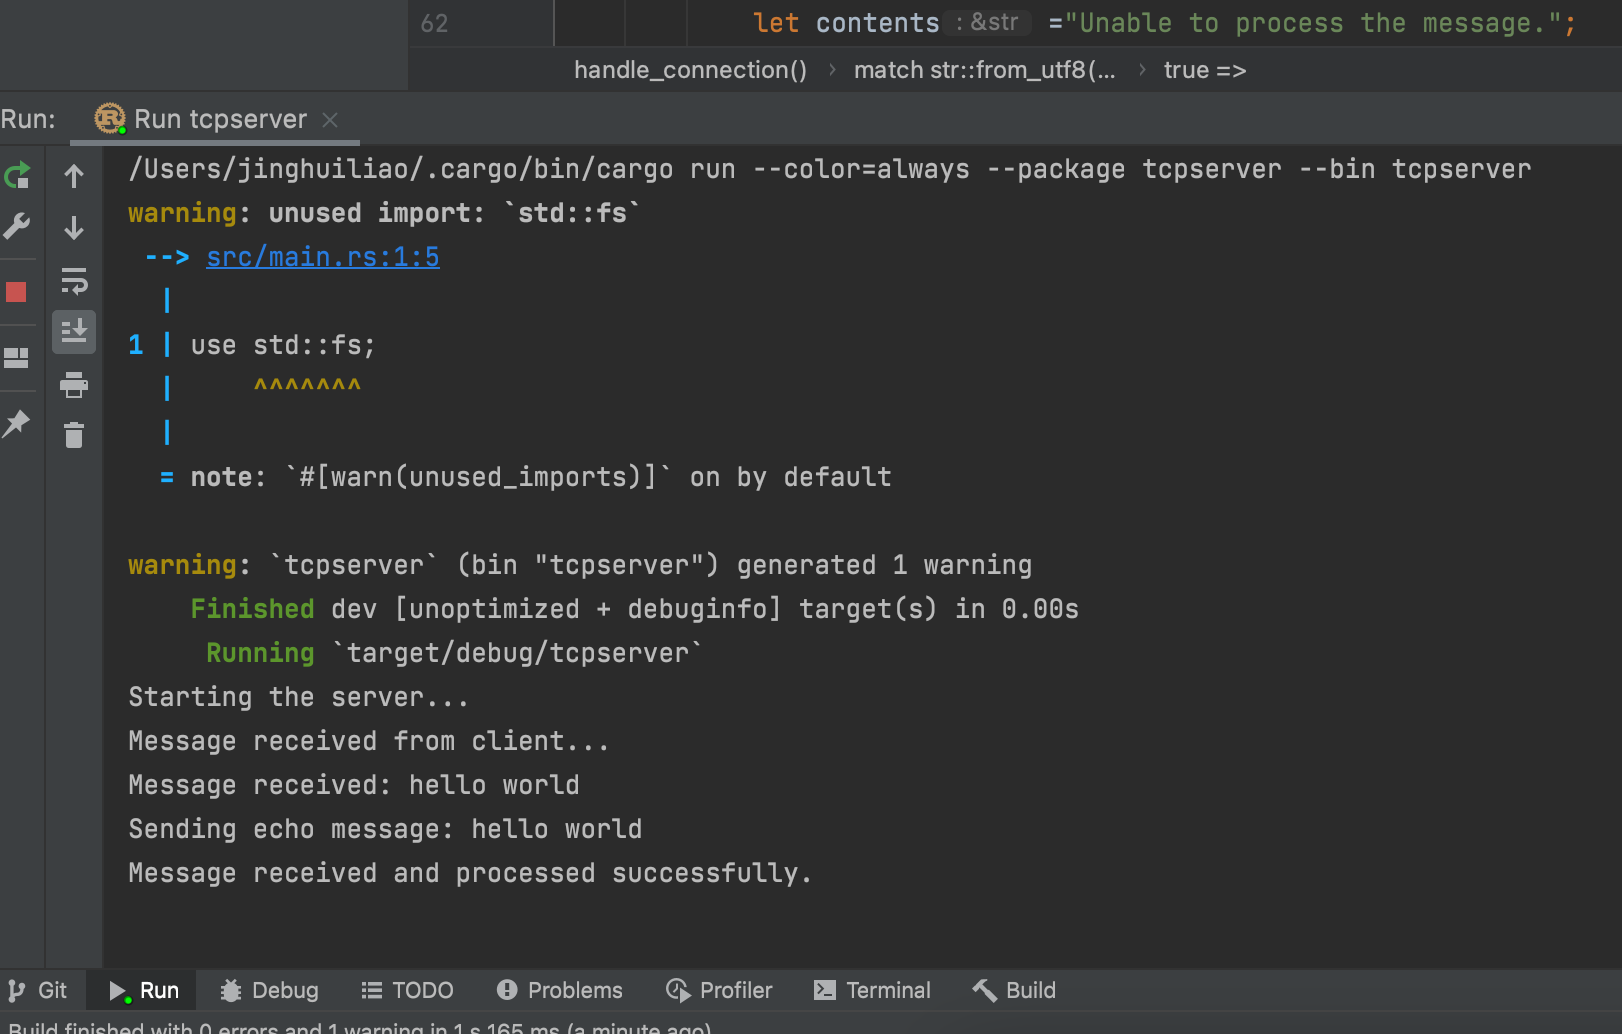 62 let contents : &str ="Unable to process the message.";
handle_connection() › match str::from_utf8(... › true =>
Run: Run tcpserver ×
/Users/jinghuiliao/.cargo/bin/cargo run --color=always --package tcpserver --bin tcpserver
warning: unused import: `std::fs`
--> src/main.rs:1:5
|
1 | use std::fs;
| ^^^^^^^
|
= note: `#[warn(unused_imports)]` on by default
warning: `tcpserver` (bin "tcpserver") generated 1 warning
Finished dev [unoptimized + debuginfo] target(s) in 0.00s
Running `target/debug/tcpserver`
Starting the server...
Message received from client...
Message received: hello world
Sending echo message: hello world
Message received and processed successfully.
Git Run Debug TODO Problems Profiler Terminal Build
Build finished with 0 errors and 1 warning in 1 s 165 ms (a minute ago)